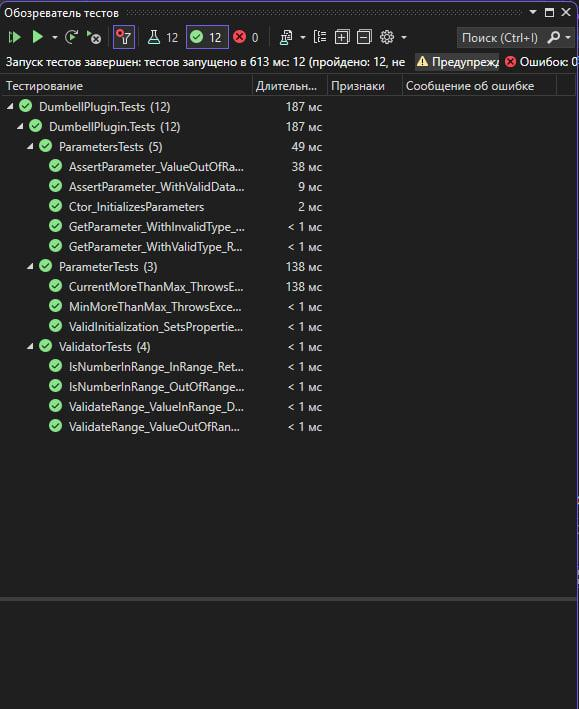 Обозреватель тестов
12 12 0 Поиск (Ctrl+I)
Запуск тестов завершен: тестов запущено в 613 мс: 12 (пройдено: 12, не Предупрежд Ошибок: 0
Тестирование Длительн... Признаки Сообщение об ошибке
DumbellPlugin.Tests (12) 187 мс
DumbellPlugin.Tests (12) 187 мс
ParametersTests (5) 49 мс
AssertParameter_ValueOutOfRa... 38 мс
AssertParameter_WithValidData... 9 мс
Ctor_InitializesParameters 2 мс
GetParameter_WithInvalidType_... < 1 мс
GetParameter_WithValidType_R... < 1 мс
ParameterTests (3) 138 мс
CurrentMoreThanMax_ThrowsE... 138 мс
MinMoreThanMax_ThrowsExce... < 1 мс
ValidInitialization_SetsPropertie... < 1 мс
ValidatorTests (4) < 1 мс
IsNumberInRange_InRange_Ret... < 1 мс
IsNumberInRange_OutOfRange... < 1 мс
ValidateRange_ValueInRange_D... < 1 мс
ValidateRange_ValueOutOfRan... < 1 мс